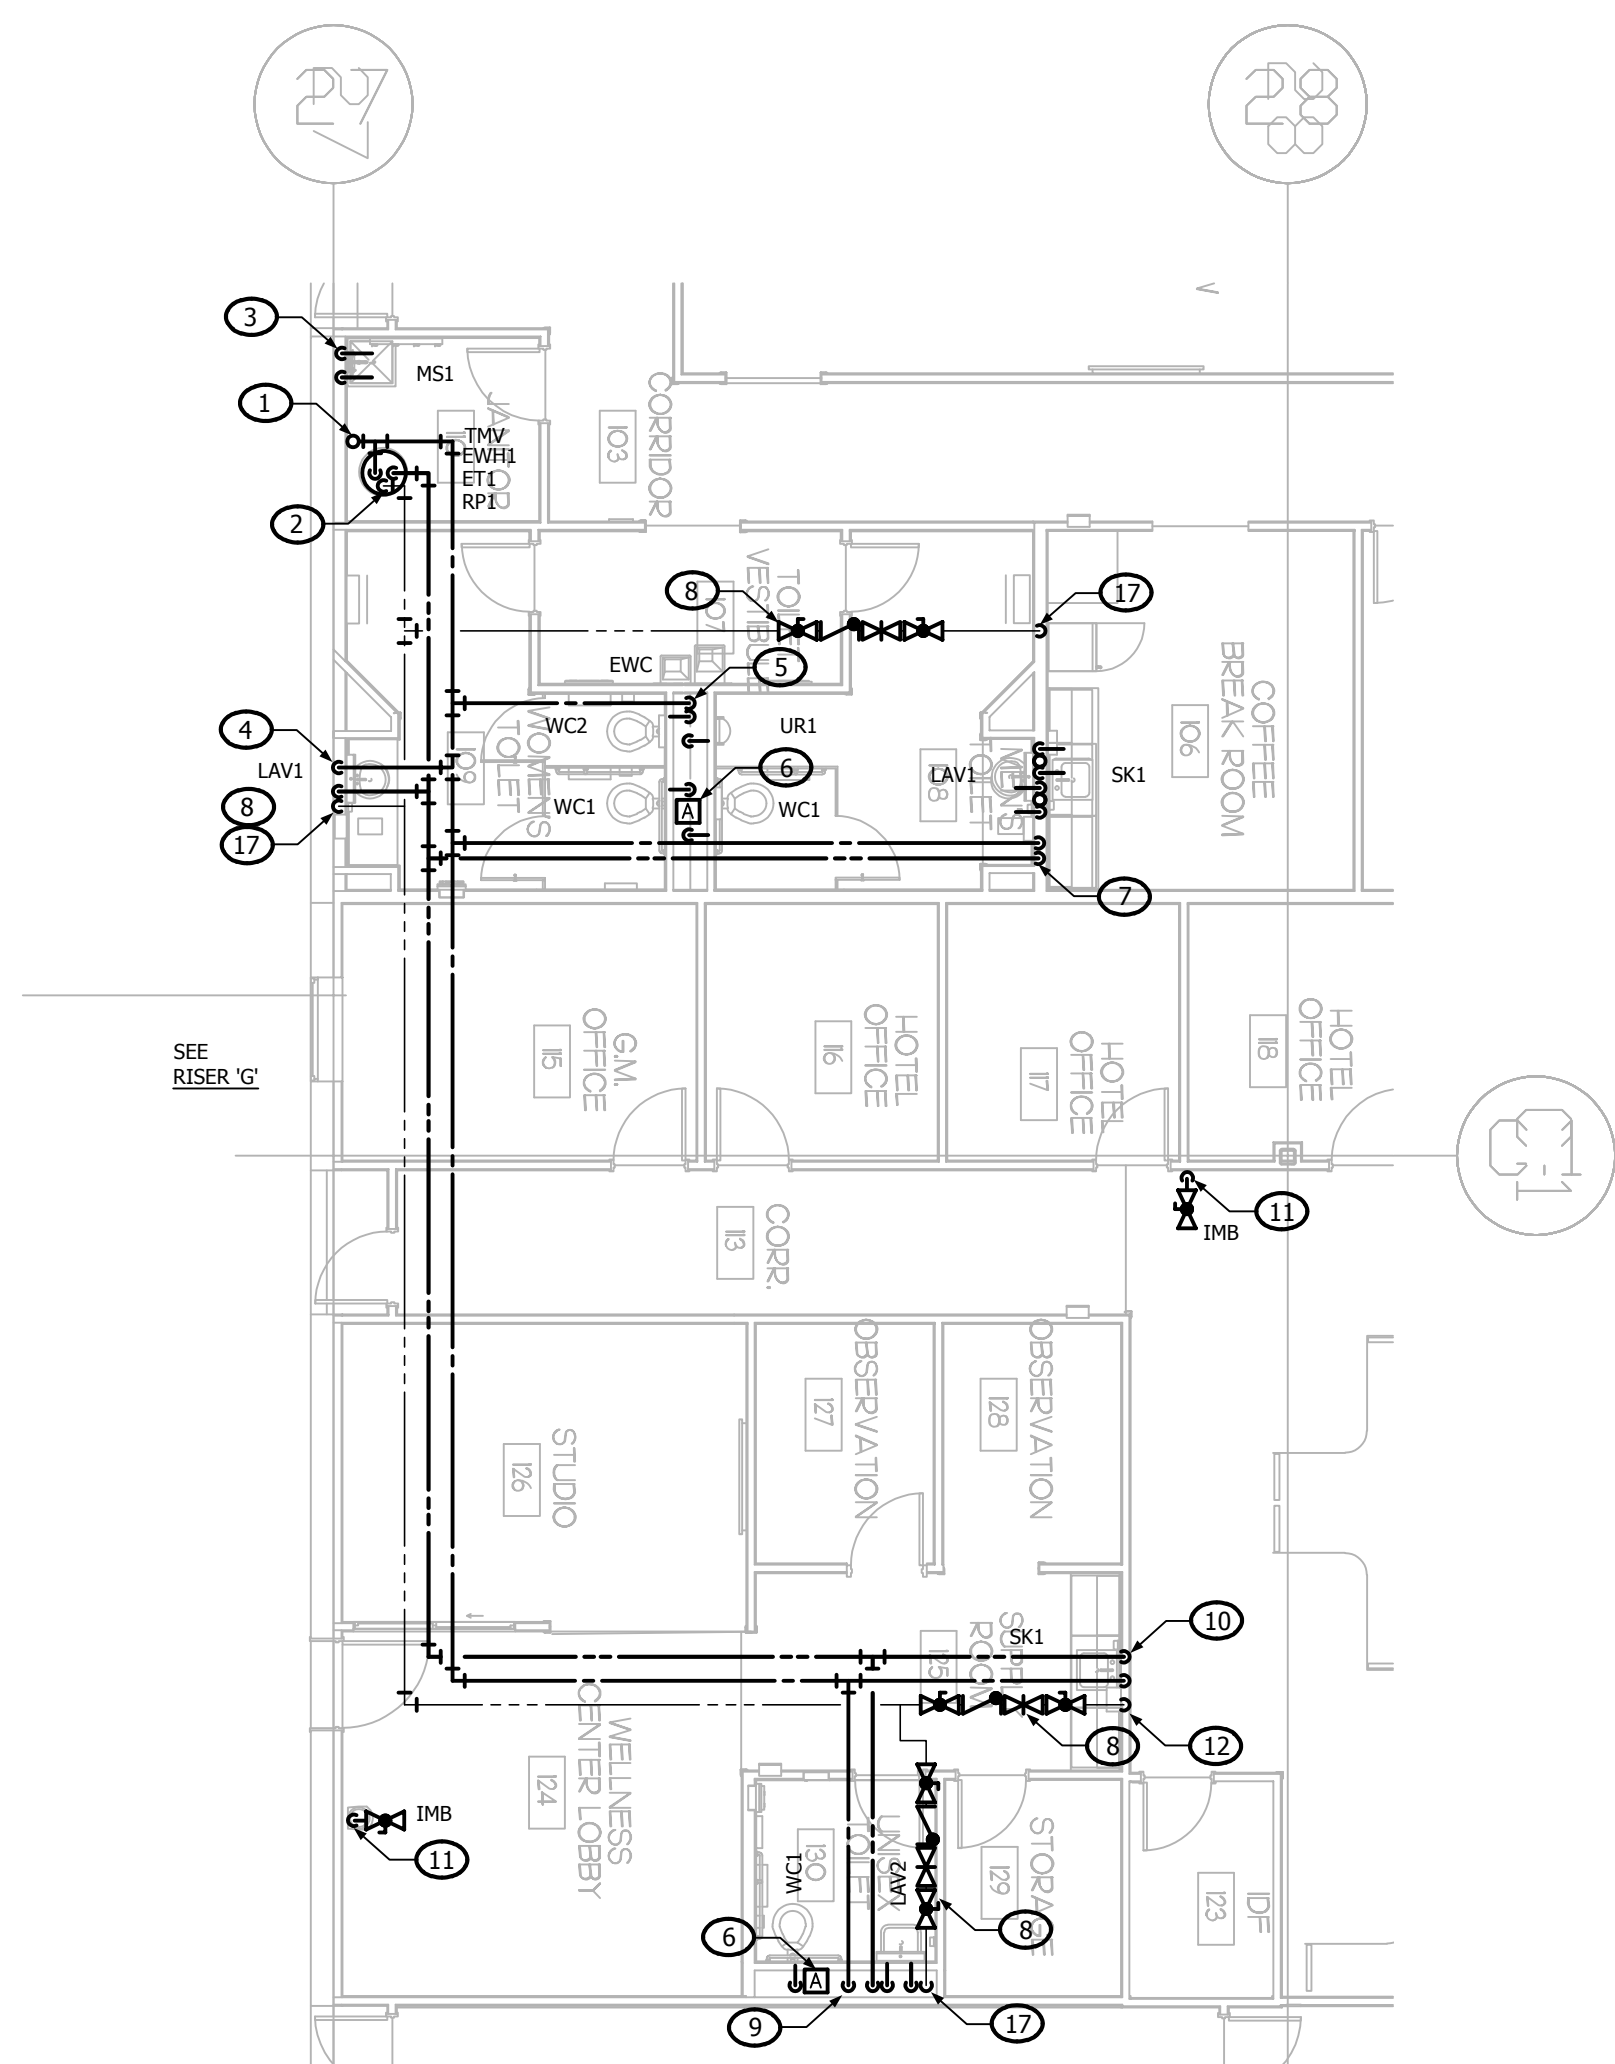 27
28
3
MS1
1
JANITOR
110
CORRIDOR
103
TMV
EWH1
ET1
RP1
2
8
TOILET
VESTIBULE
107
17
EWC
5
COFFEE
BREAK ROOM
106
4
LAV1
8
17
WC2
WOMENS
TOILET
109
WC1
UR1
6
A
WC1
MENS
TOILET
108
LAV1
SK1
7
SEE
RISER 'G'
G.M.
OFFICE
115
HOTEL
OFFICE
116
HOTEL
OFFICE
117
HOTEL
OFFICE
118
11
IMB
CORR.
113
STUDIO
126
OBSERVATION
127
OBSERVATION
128
10
SK1
SUPPLY
ROOM
125
8
12
WELLNESS
CENTER LOBBY
124
IMB
11
WC1
UNISEX
TOILET
130
LAV2
STORAGE
129
IDF
123
8
6
A
9
17